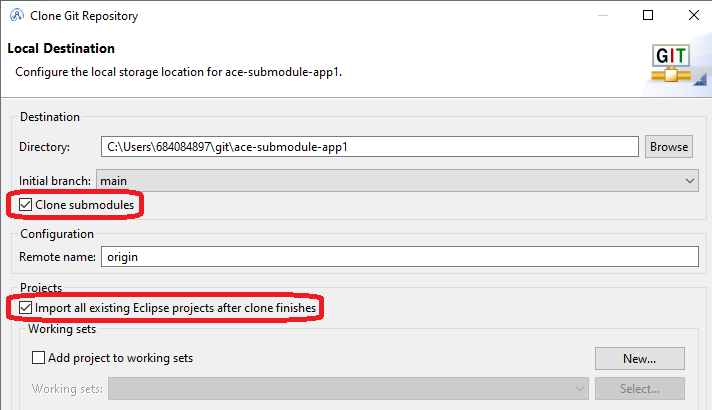 Clone Git Repository
Local Destination
Configure the local storage location for ace-submodule-app1.
GIT
Destination
Directory: C:\Users\684084897\git\ace-submodule-app1 Browse
Initial branch: main
Clone submodules
Configuration
Remote name: origin
Projects
Import all existing Eclipse projects after clone finishes
Working sets
Add project to working sets New...
Working sets: Select...